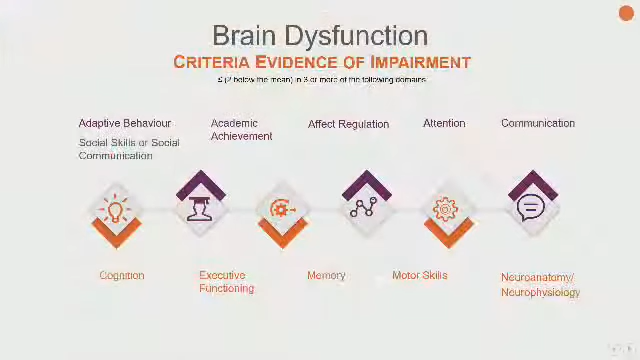 Brain Dysfunction
CRITERIA EVIDENCE OF IMPAIRMENT
≤ (2 below the mean) in 3 or more of the following domains
Adaptive Behaviour
Social Skills or Social
Communication
Academic
Achievement
Affect Regulation
Attention
Communication
Cognition
Executive
Functioning
Memory
Motor Skills
Neuroanatomy/
Neurophysiology